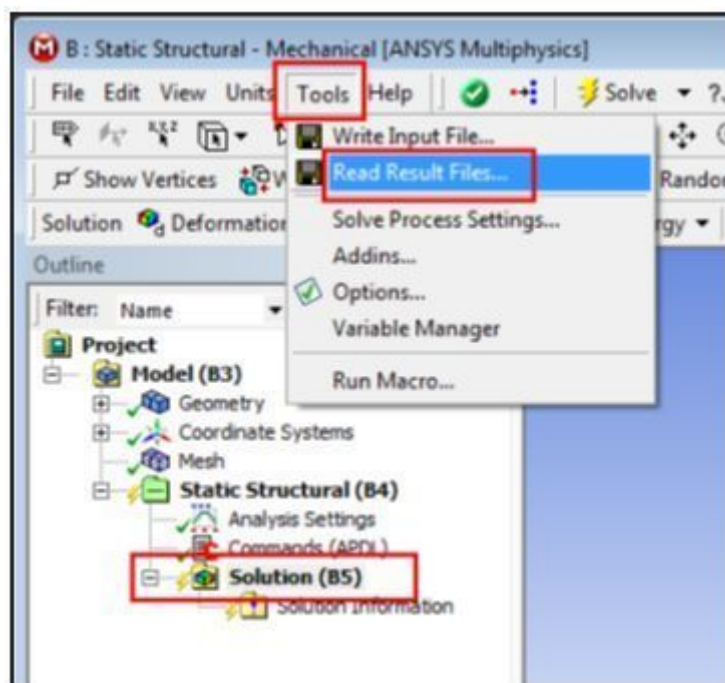 B : Static Structural - Mechanical [ANSYS Multiphysics]
File Edit View Units Tools Help Solve
Write Input File...
Show Vertices Read Result Files... Rando
Solution Deformation Solve Process Settings... rgy
Outline Addins...
Filter: Name Options...
Project Variable Manager
Model (B3)
Geometry Run Macro...
Coordinate Systems
Mesh
Static Structural (B4)
Analysis Settings
Commands (APDL)
Solution (B5)
Solution Information